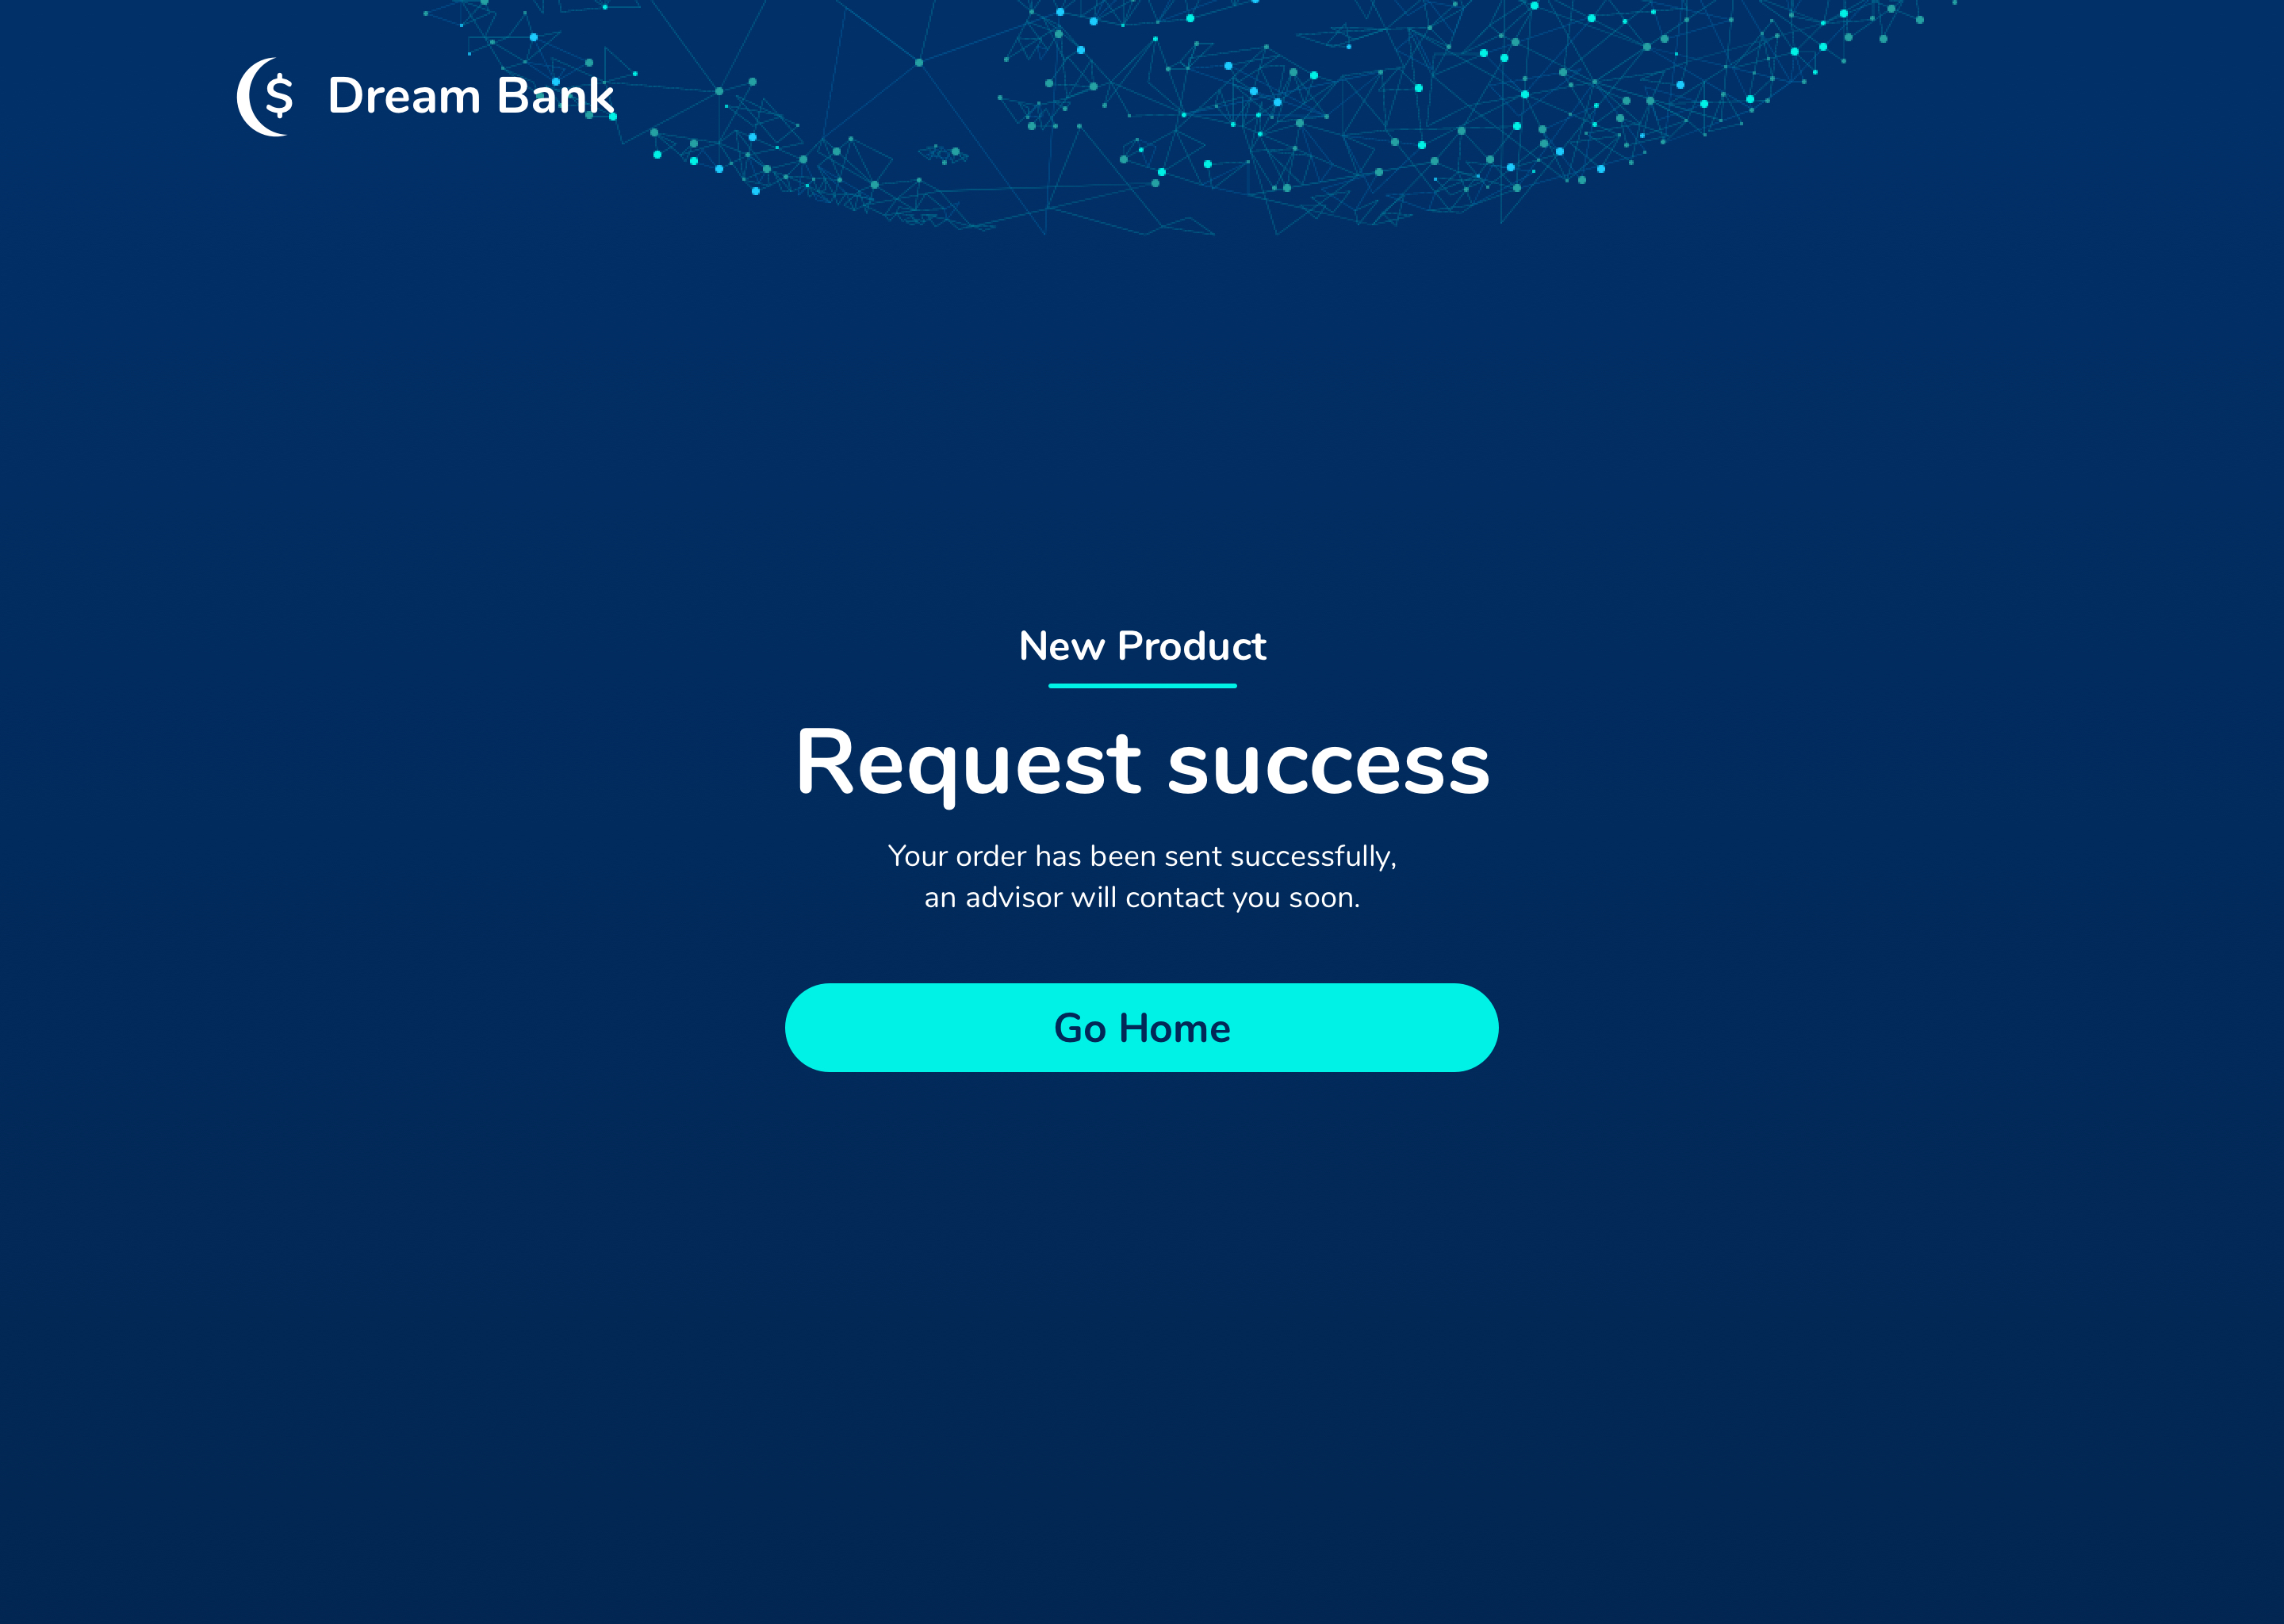 $ Dream Bank
New Product
Request success
Your order has been sent successfully,
an advisor will contact you soon.
Go Home